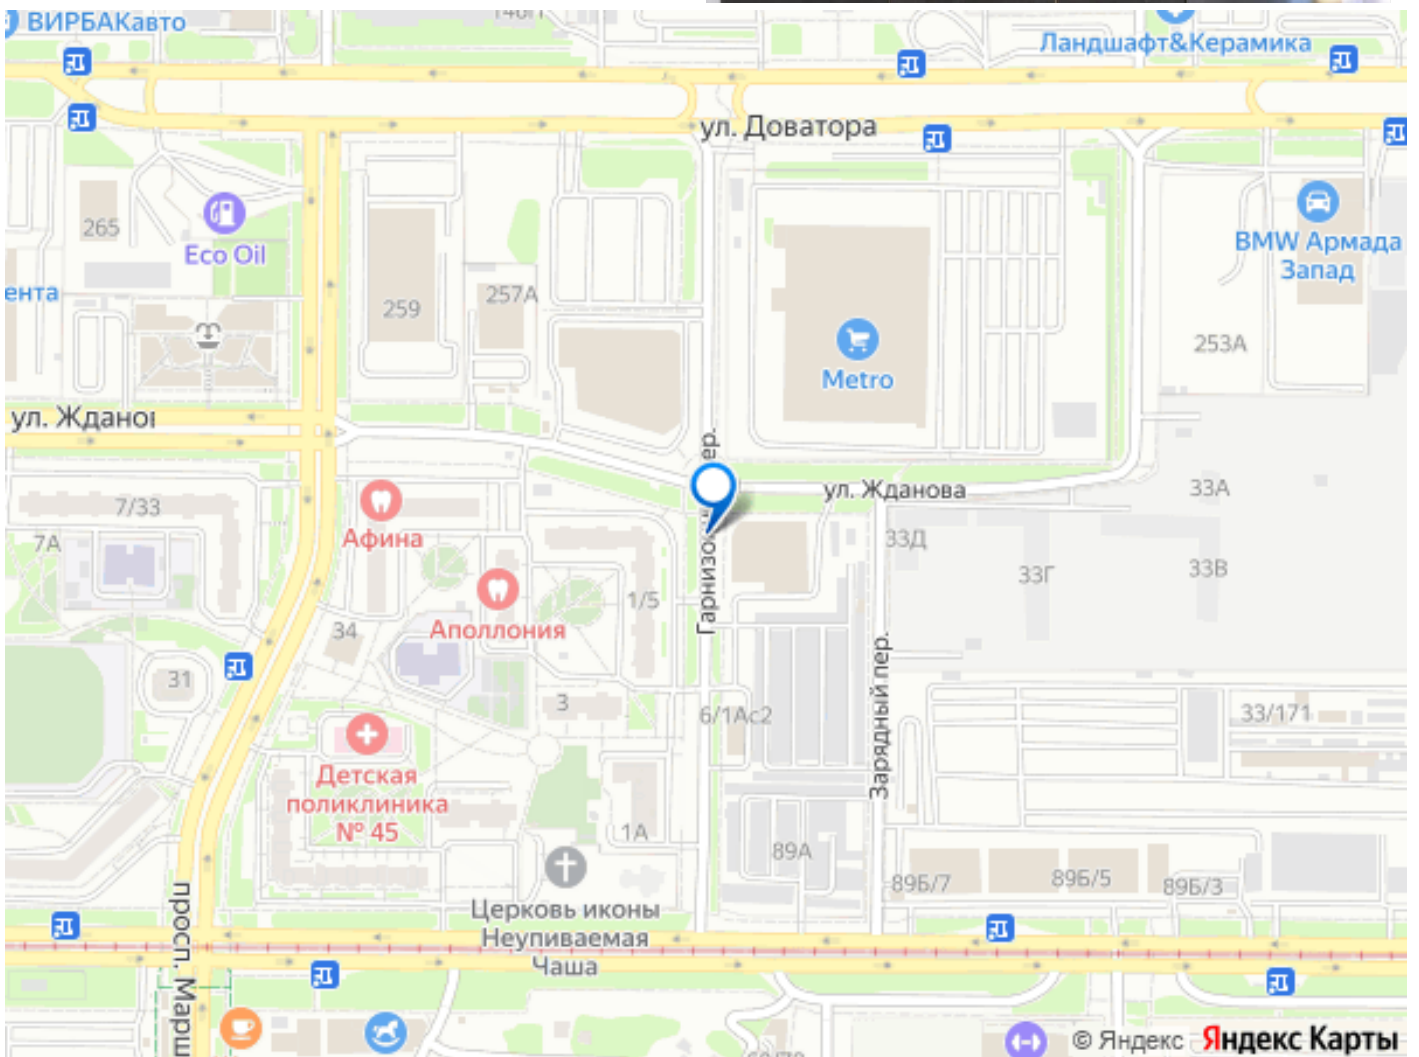 ВИРБАКавто
Ландшафт&Керамика
ул. Доватора
265
Eco Oil
ента
259
257А
BMW Армада
Запад
Metro
253А
ул. Ждано
ер.
ул. Жданова
33А
7/33
Афина
7А
33Д
33Г
33В
Гарнизо
1/5
Аполлония
34
31
3
6/1Ас2
Зарядный пер.
33/171
Детская
поликлиника
№ 45
1А
89А
89Б/7
89Б/5
89Б/3
Церковь иконы
Неупиваемая
Чаша
просп. Марш
© Яндекс
Яндекс Карты